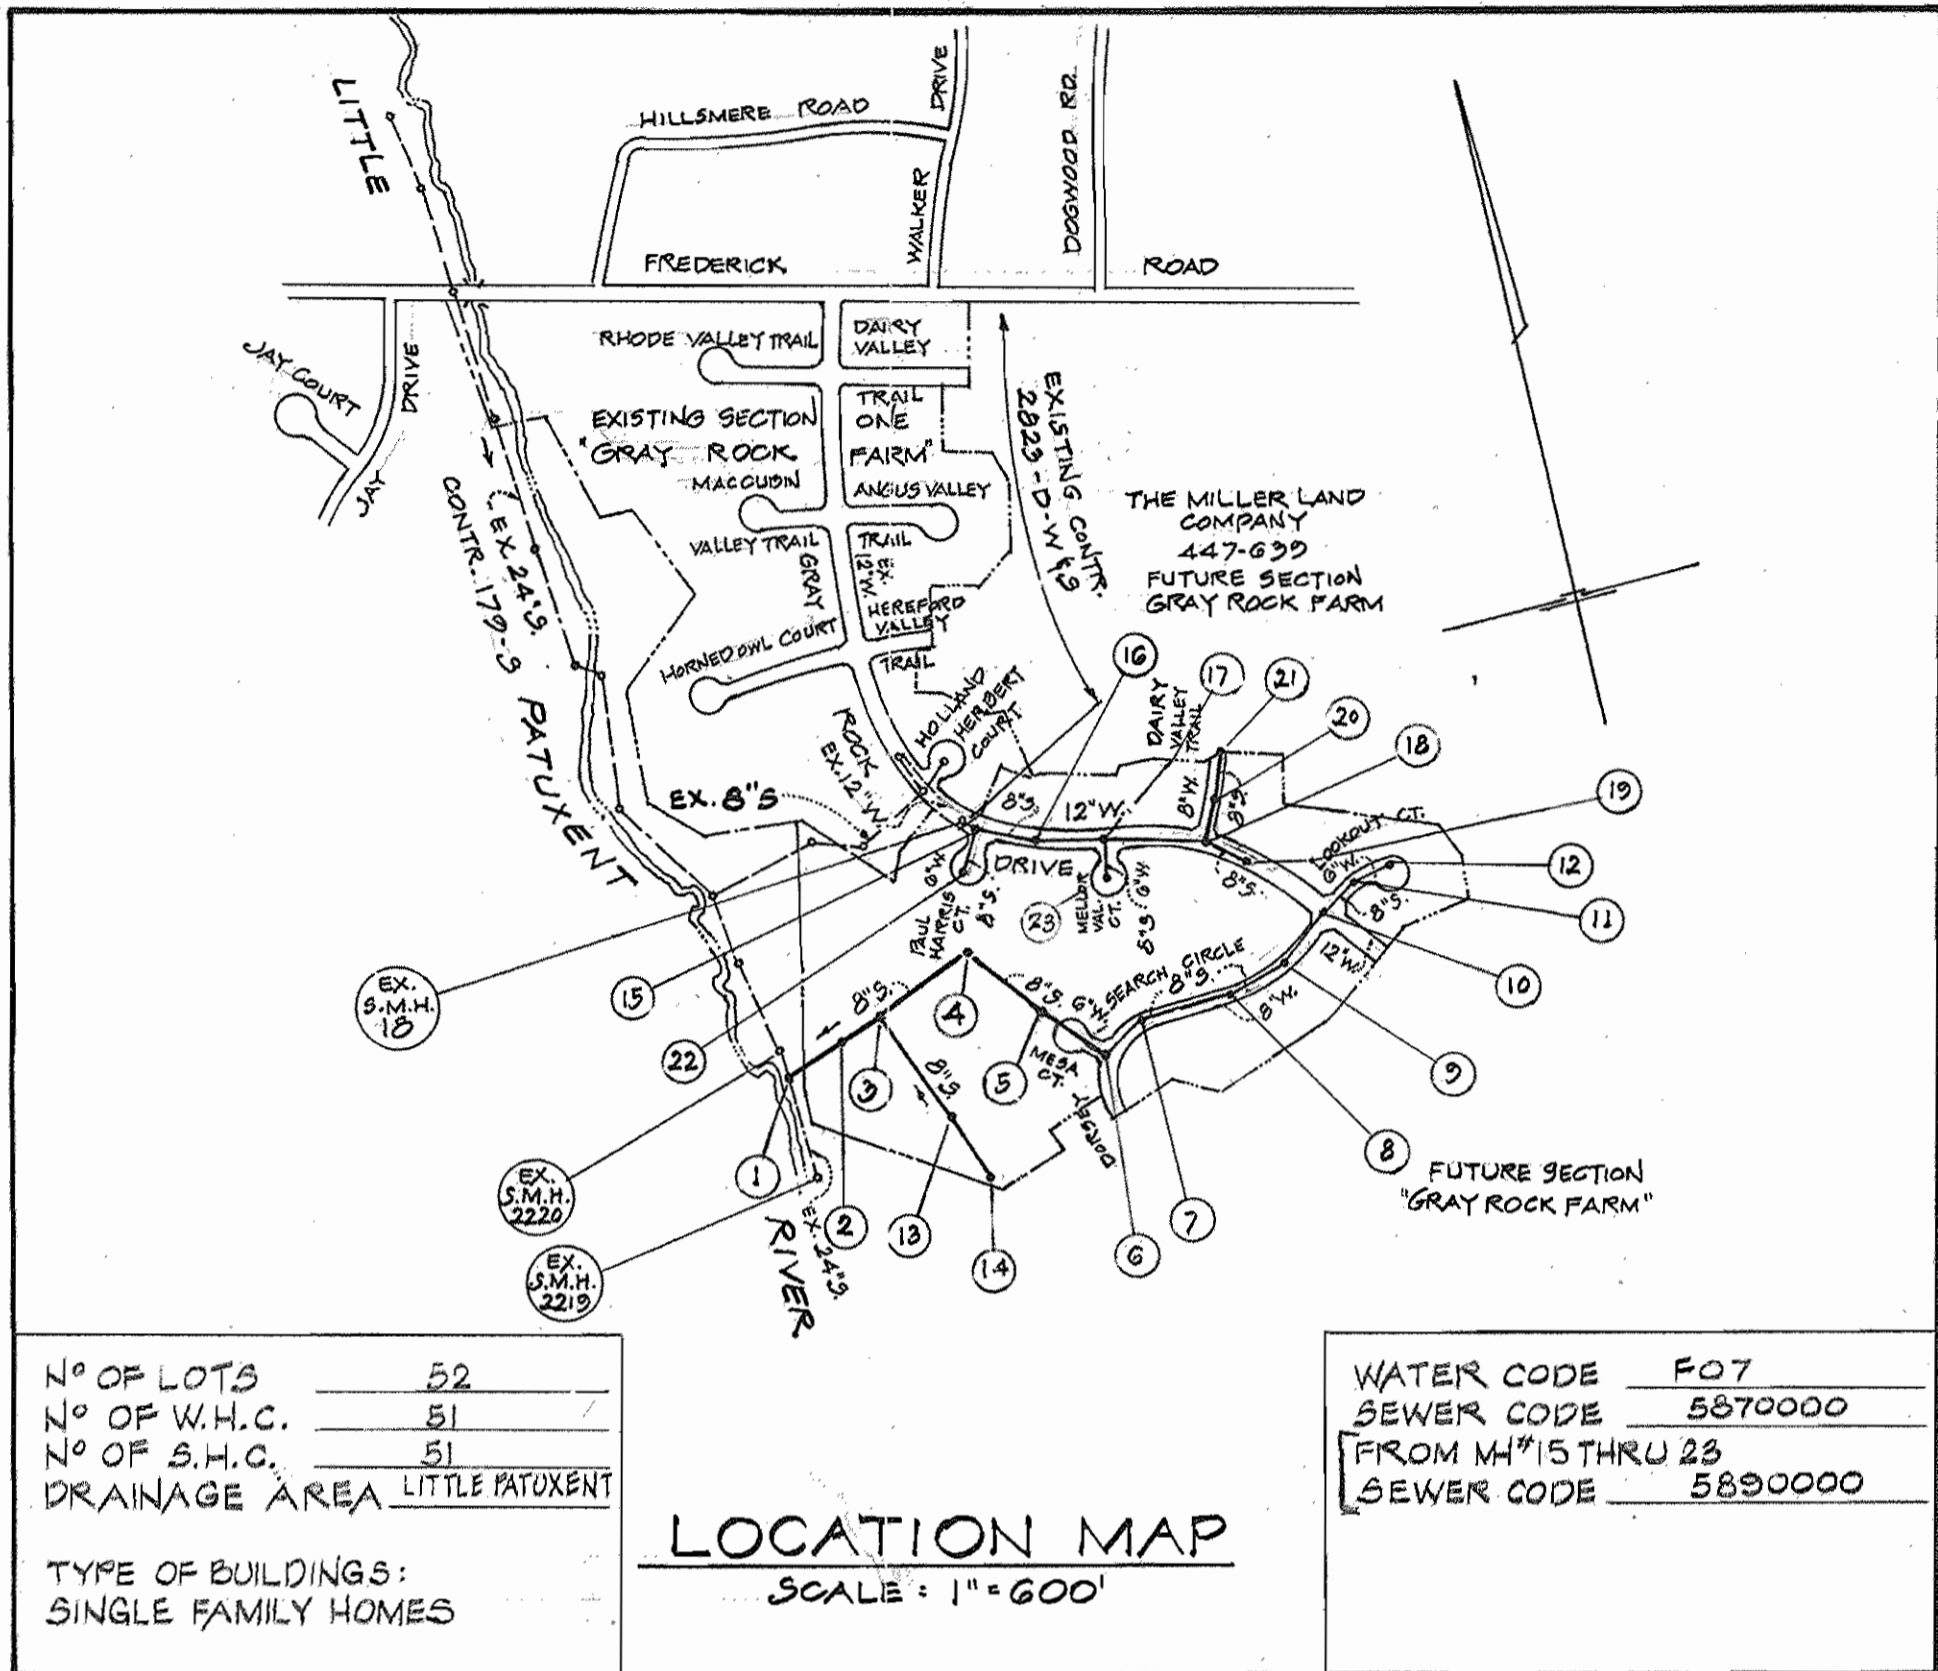 LITTLE
HILLSMERE ROAD
WALKER DRIVE
DOGWOOD RD.
FREDERICK ROAD
JAY COURT
JAY DRIVE
RHODE VALLEY TRAIL
DAIRY
VALLEY
TRAIL
EXISTING SECTION
ONE
"GRAY ROCK FARM"
MACCUBIN
VALLEY TRAIL
ANGUS VALLEY
TRAIL
GRAY
EX.
12"W.
HEREFORD
VALLEY
TRAIL
HORNED OWL COURT
EXISTING CONTR.
2823-D-W&S
THE MILLER LAND
COMPANY
447-639
FUTURE SECTION
GRAY ROCK FARM
EX. 24"S.
CONTR. 179-S
PATUXENT
ROCK
EX. 12"W.
HOLLAND
HERBERT
COURT
16
17
21
DAIRY
VALLEY
TRAIL
20
18
19
EX. 8"S
8"S.
12"W.
8"W.
8"S.
LOOKOUT CT.
6"W.
12
DRIVE
6"W.
8"S.
PAUL
HARRIS
CT.
8"S.
23
MELLOR
VAL.
CT.
8"S 6"W.
8"S.
11
12"W.
10
EX.
S.M.H.
18
15
22
8"S.
4
8"S.
6"W.
SEARCH CIRCLE
8"S.
8"W.
9
3
8"S.
5
MESA
CT.
DORSEY
8
1
EX.
S.M.H.
2220
2
13
14
6
7
FUTURE SECTION
"GRAY ROCK FARM"
EX.
S.M.H.
2219
RIVER
EX. 24"S.
Nº OF LOTS 52
Nº OF W.H.C. 51
Nº OF S.H.C. 51
DRAINAGE AREA LITTLE PATUXENT
TYPE OF BUILDINGS:
SINGLE FAMILY HOMES
LOCATION MAP
SCALE: 1"=600'
WATER CODE F07
SEWER CODE 5870000
FROM MH#15 THRU 23
SEWER CODE 5890000